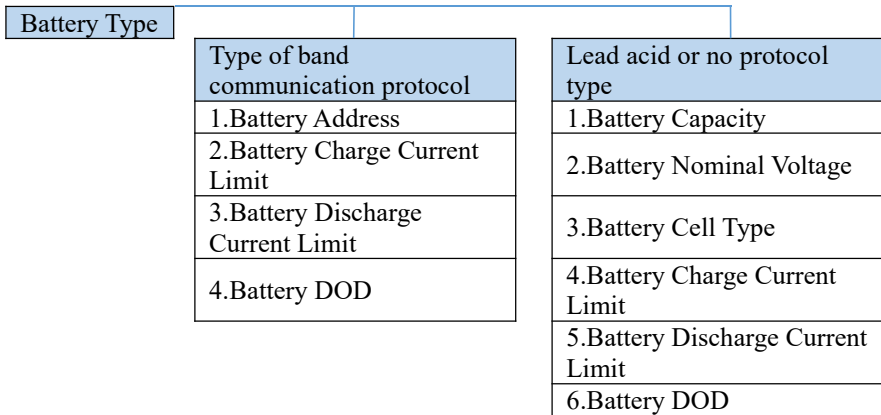 Battery Type
Type of band
communication protocol
1.Battery Address
2.Battery Charge Current
Limit
3.Battery Discharge
Current Limit
4.Battery DOD
Lead acid or no protocol
type
1.Battery Capacity
2.Battery Nominal Voltage
3.Battery Cell Type
4.Battery Charge Current
Limit
5.Battery Discharge Current
Limit
6.Battery DOD